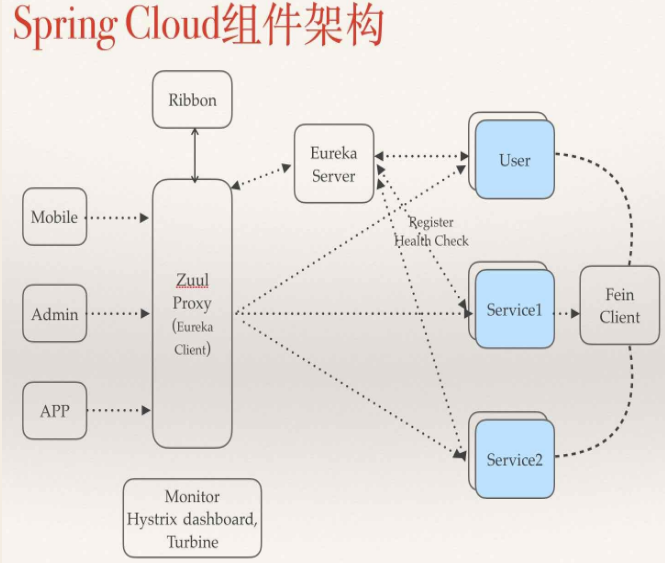 Spring Cloud组件架构
Ribbon
Eureka
Server
User
Mobile
Register
Health Check
Zuul
Proxy
(Eureka
Client)
Admin
Service1
Fein
Client
APP
Service2
Monitor
Hystrix dashboard,
Turbine